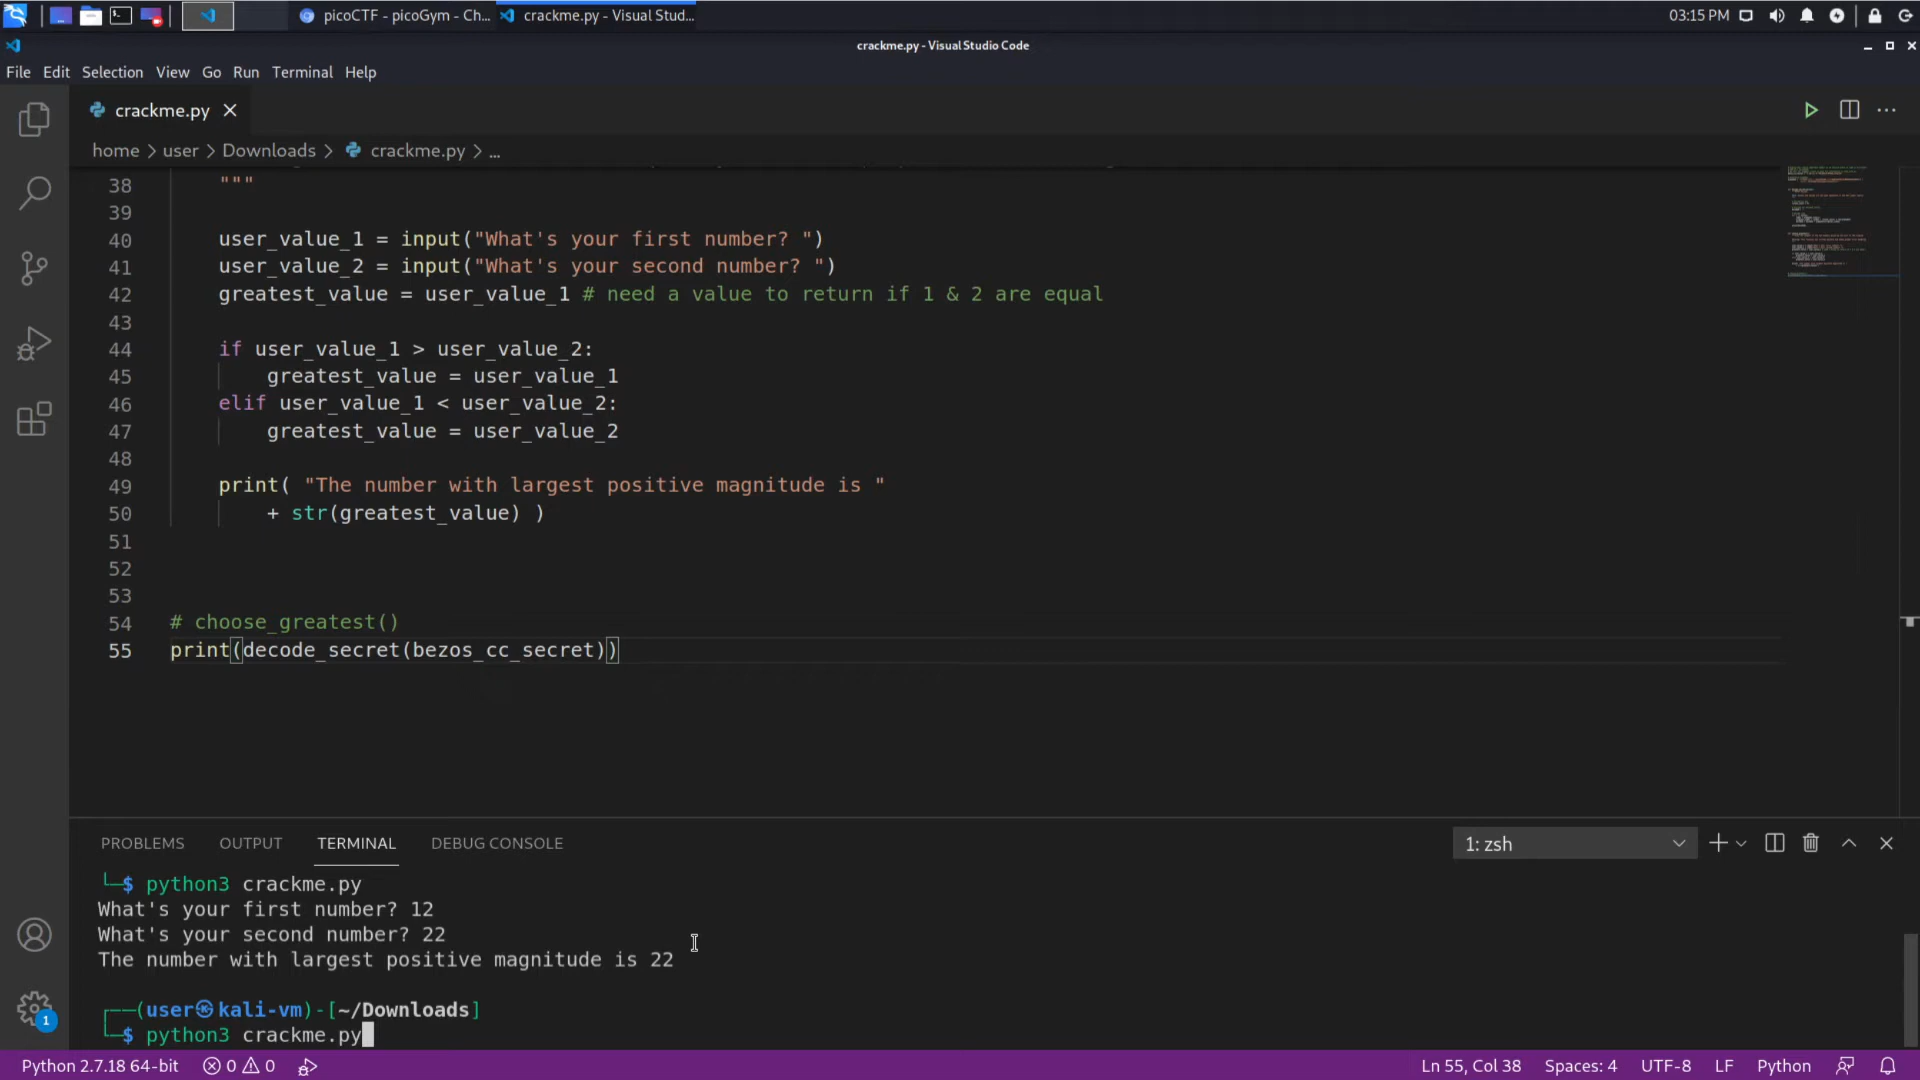 picoCTF - picoGym - Ch...
crackme.py - Visual Stud...
03:15 PM
crackme.py - Visual Studio Code
File Edit Selection View Go Run Terminal Help
crackme.py
home > user > Downloads > crackme.py > ...
38 """
39
40 user_value_1 = input("What's your first number? ")
41 user_value_2 = input("What's your second number? ")
42 greatest_value = user_value_1 # need a value to return if 1 & 2 are equal
43
44 if user_value_1 > user_value_2:
45 greatest_value = user_value_1
46 elif user_value_1 < user_value_2:
47 greatest_value = user_value_2
48
49 print( "The number with largest positive magnitude is "
50 + str(greatest_value) )
51
52
53
54 # choose_greatest()
55 print(decode_secret(bezos_cc_secret))
PROBLEMS OUTPUT TERMINAL DEBUG CONSOLE
1: zsh
└─$ python3 crackme.py
What's your first number? 12
What's your second number? 22
The number with largest positive magnitude is 22
┌──(user㉿kali-vm)-[~/Downloads]
└─$ python3 crackme.py
1
Python 2.7.18 64-bit 0 0
Ln 55, Col 38 Spaces: 4 UTF-8 LF Python